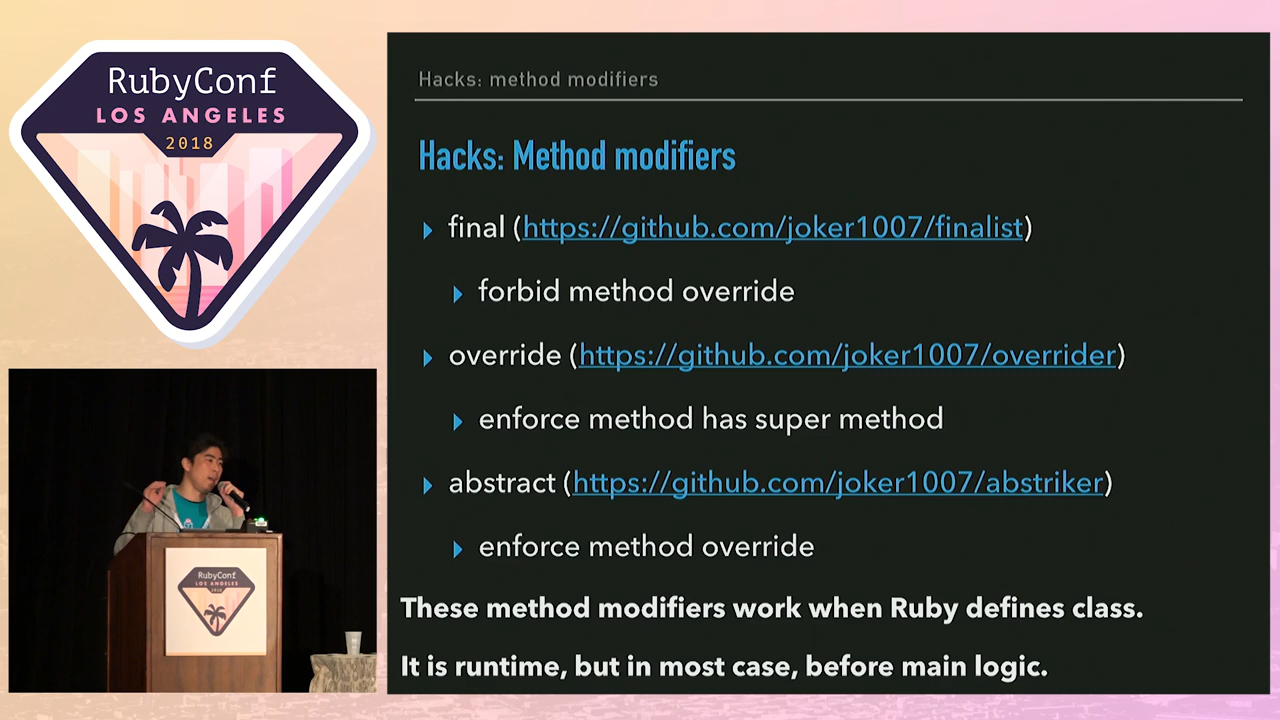 RubyConf
LOS ANGELES
2018
Hacks: method modifiers
Hacks: Method modifiers
final (https://github.com/joker1007/finalist)
forbid method override
override (https://github.com/joker1007/overrider)
enforce method has super method
abstract (https://github.com/joker1007/abstriker)
enforce method override
These method modifiers work when Ruby defines class.
It is runtime, but in most case, before main logic.
RubyConf
LOS ANGELES
2018